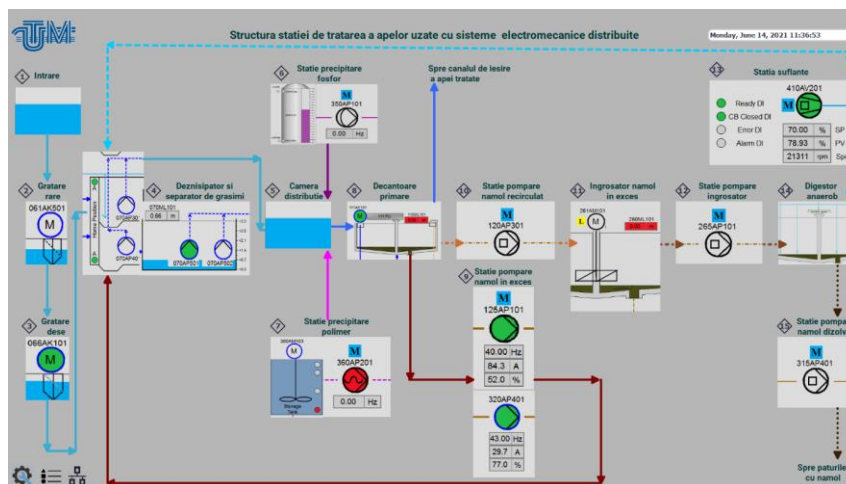 UTM
Structura statiei de tratarea a apelor uzate cu sisteme electromecanice distribuite
Monday, June 14, 2021 11:36:53
1
Intrare
6
Statie precipitare
fosfor
M
350AP101
0.00 Hz
Spre canalul de iesire
a apei tratate
13
Statia suflante
410AV201
M
Ready DI
CB Closed DI
Error DI
Alarm DI
70.00 % SP
78.93 % PV
21311 rpm
2
Gratare
rare
061AK501
M
4
Deznisipator si
separator de grasimi
070ML101
0.66 m
070AP501
070AP502
5
Camera
distributie
8
Decantoare
primare
10
Statie pompare
namol recirculat
M
120AP301
11
Ingrosator namol
in exces
L
M
12
Statie pompare
ingrosator
M
265AP101
14
Digestor
anaerob
3
Gratare
dese
066AK101
M
7
Statie precipitare
polimer
M
M
360AP201
0.00 Hz
Storage
Tank
9
Statie pompare
namol in exces
M
125AP101
40.00 Hz
84.3 A
52.0 %
320AP401
43.00 Hz
29.7 A
77.0 %
15
Statie pompa
namol dizolv
M
315AP401
Spre paturile
cu namol